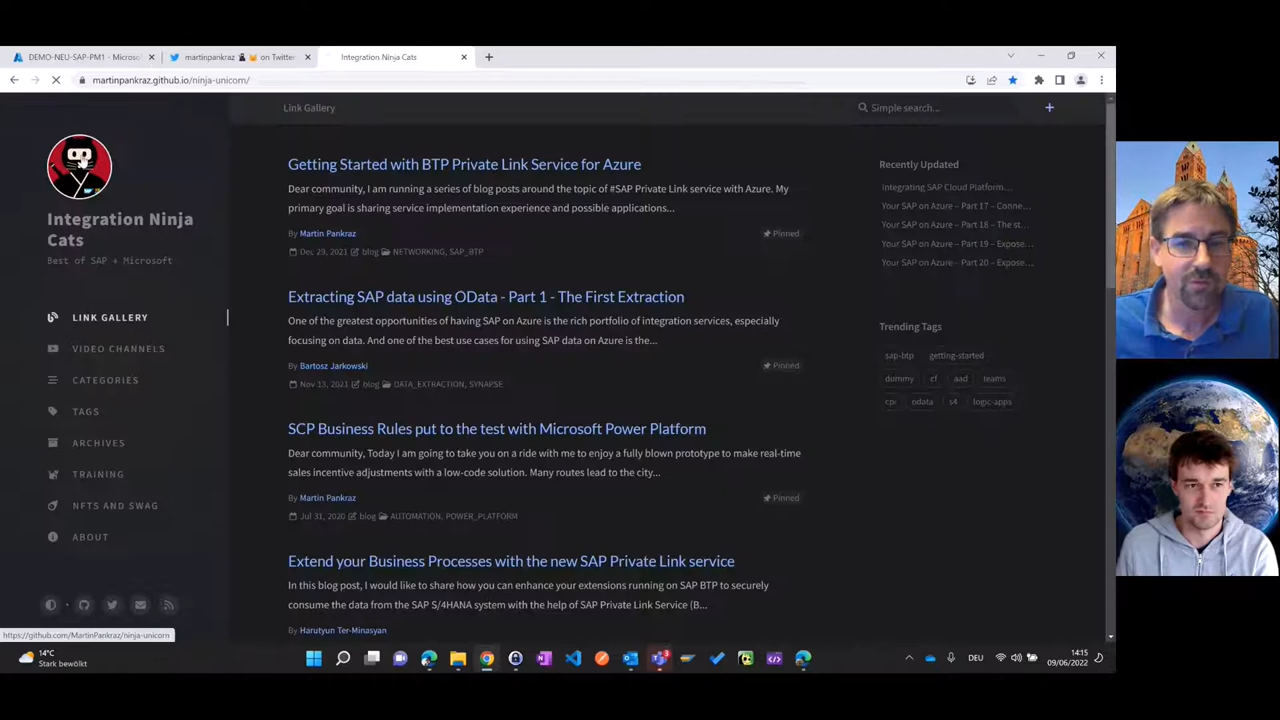 DEMO-NEU-SAP-PM1 - Microso
martinpankraz on Twitter
Integration Ninja Cats
martinpankraz.github.io/ninja-unicorn/
Link Gallery
Simple search...
Integration Ninja
Cats
Best of SAP + Microsoft
LINK GALLERY
VIDEO CHANNELS
CATEGORIES
TAGS
ARCHIVES
TRAINING
NFTS AND SWAG
ABOUT
Getting Started with BTP Private Link Service for Azure
Dear community, I am running a series of blog posts around the topic of #SAP Private Link service with Azure. My
primary goal is sharing service implementation experience and possible applications...
By Martin Pankraz
Pinned
Dec 29, 2021 blog NETWORKING, SAP_BTP
Extracting SAP data using OData - Part 1 - The First Extraction
One of the greatest opportunities of having SAP on Azure is the rich portfolio of integration services, especially
focusing on data. And one of the best use cases for using SAP data on Azure is the...
By Bartosz Jarkowski
Pinned
Nov 13, 2021 blog DATA_EXTRACTION, SYNAPSE
SCP Business Rules put to the test with Microsoft Power Platform
Dear community, Today I am going to take you on a ride with me to enjoy a fully blown prototype to make real-time
sales incentive adjustments with a low-code solution. Many routes lead to the city...
By Martin Pankraz
Pinned
Jul 31, 2020 blog AUTOMATION, POWER_PLATFORM
Extend your Business Processes with the new SAP Private Link service
In this blog post, I would like to share how you can enhance your extensions running on SAP BTP to securely
consume the data from the SAP S/4HANA system with the help of SAP Private Link Service (B...
By Harutyun Ter-Minasyan
Recently Updated
Integrating SAP Cloud Platform...
Your SAP on Azure – Part 17 – Conne...
Your SAP on Azure – Part 18 – The st...
Your SAP on Azure – Part 19 – Expose...
Your SAP on Azure – Part 20 – Expose...
Trending Tags
sap-btp getting-started
dummy cf aad teams
cpi odata s4 logic-apps
https://github.com/MartinPankraz/ninja-unicorn
14°C
Stark bewölkt
DEU
14:15
09/06/2022